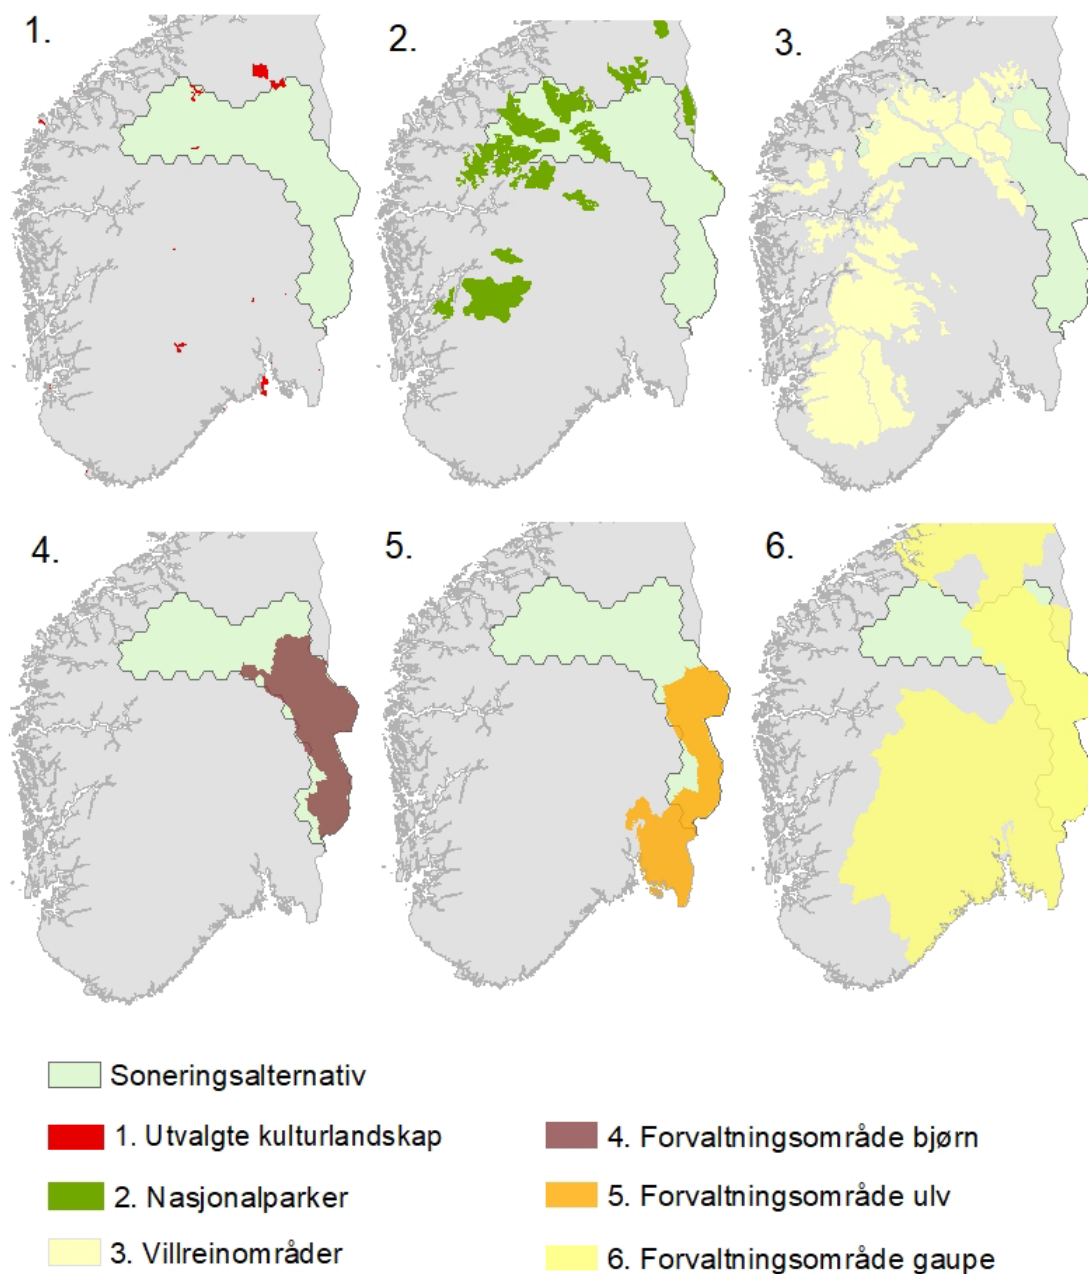 1.
2.
3.
4.
5.
6.
Soneringsalternativ
1. Utvalgte kulturlandskap
2. Nasjonalparker
3. Villreinområder
4. Forvaltningsområde bjørn
5. Forvaltningsområde ulv
6. Forvaltningsområde gaupe